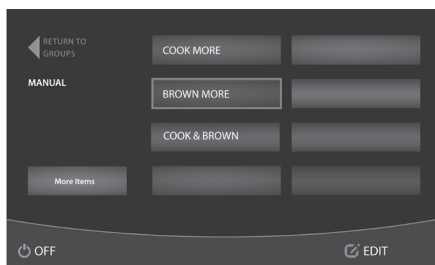 RETURN TO
GROUPS
COOK MORE
MANUAL
BROWN MORE
COOK & BROWN
More Items
OFF
EDIT